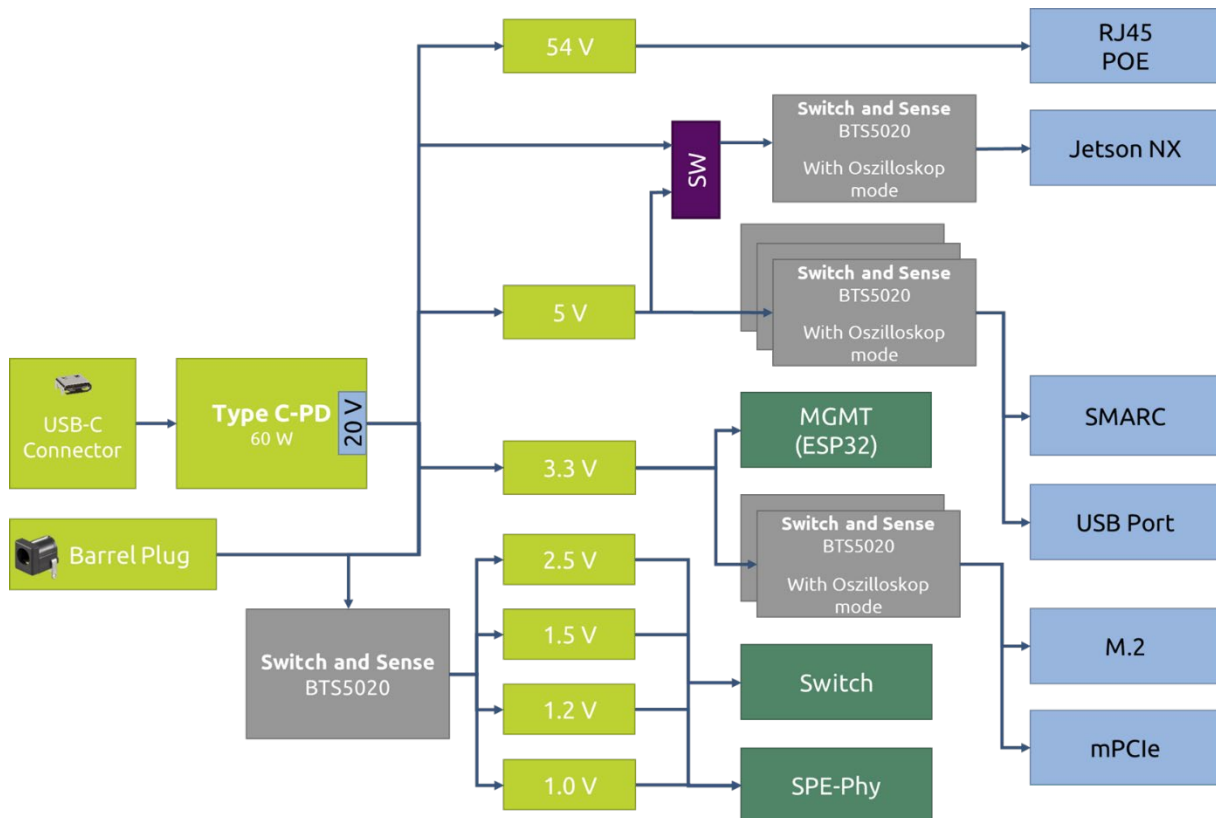 54 V
RJ45
POE
SW
Switch and Sense
BTS5020
With Oszilloskop
mode
Jetson NX
5 V
Switch and Sense
BTS5020
With Oszilloskop
mode
USB-C
Connector
Type C-PD
60 W
20 V
SMARC
3.3 V
MGMT
(ESP32)
USB Port
Barrel Plug
Switch and Sense
BTS5020
With Oszilloskop
mode
2.5 V
1.5 V
1.2 V
1.0 V
Switch and Sense
BTS5020
Switch
SPE-Phy
M.2
mPCIe